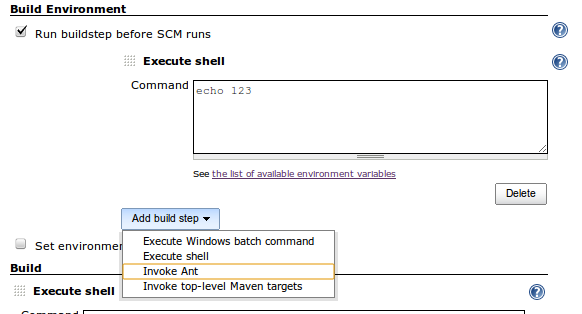 Build Environment
Run buildstep before SCM runs
Execute shell
Command
echo 123
See the list of available environment variables
Delete
Add build step
Execute Windows batch command
Set environme
Execute shell
Build
Invoke Ant
Execute shell
Invoke top-level Maven targets